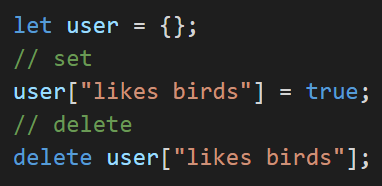 let user = {};
// set
user["likes birds"] = true;
// delete
delete user["likes birds"];